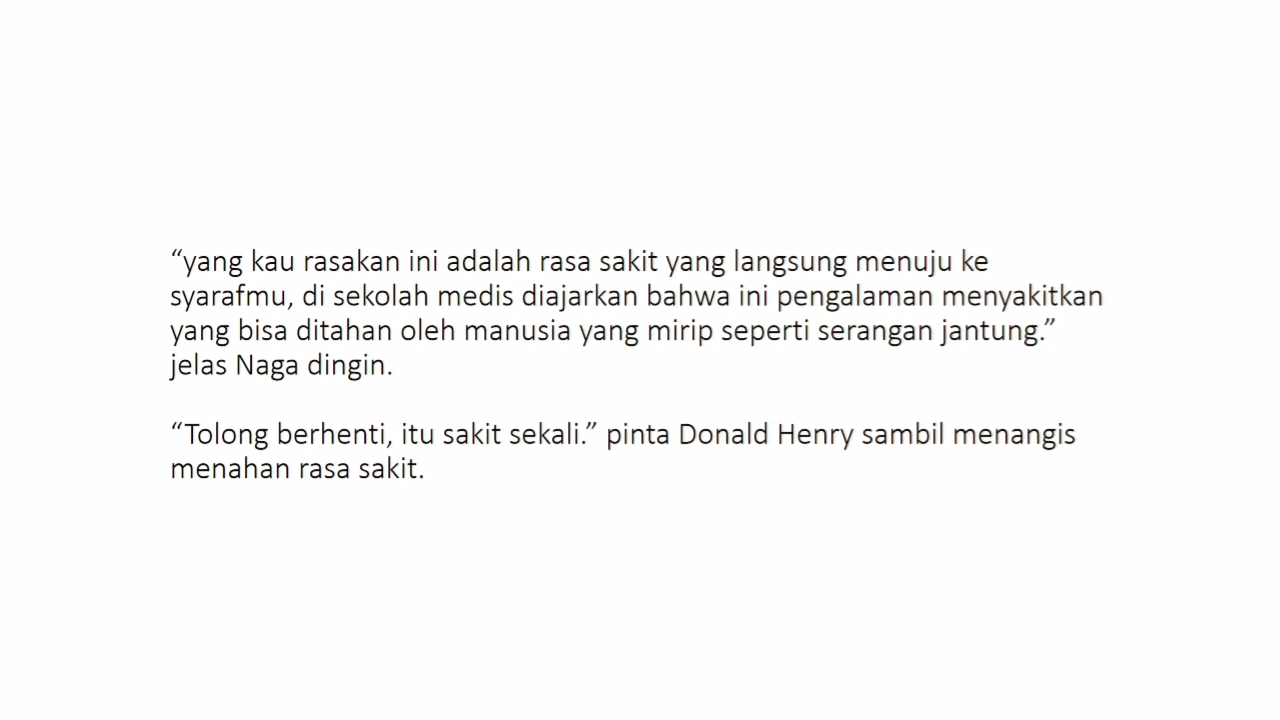 “yang kau rasakan ini adalah rasa sakit yang langsung menuju ke
syarafmu, di sekolah medis diajarkan bahwa ini pengalaman menyakitkan
yang bisa ditahan oleh manusia yang mirip seperti serangan jantung.”
jelas Naga dingin.
“Tolong berhenti, itu sakit sekali.” pinta Donald Henry sambil menangis
menahan rasa sakit.